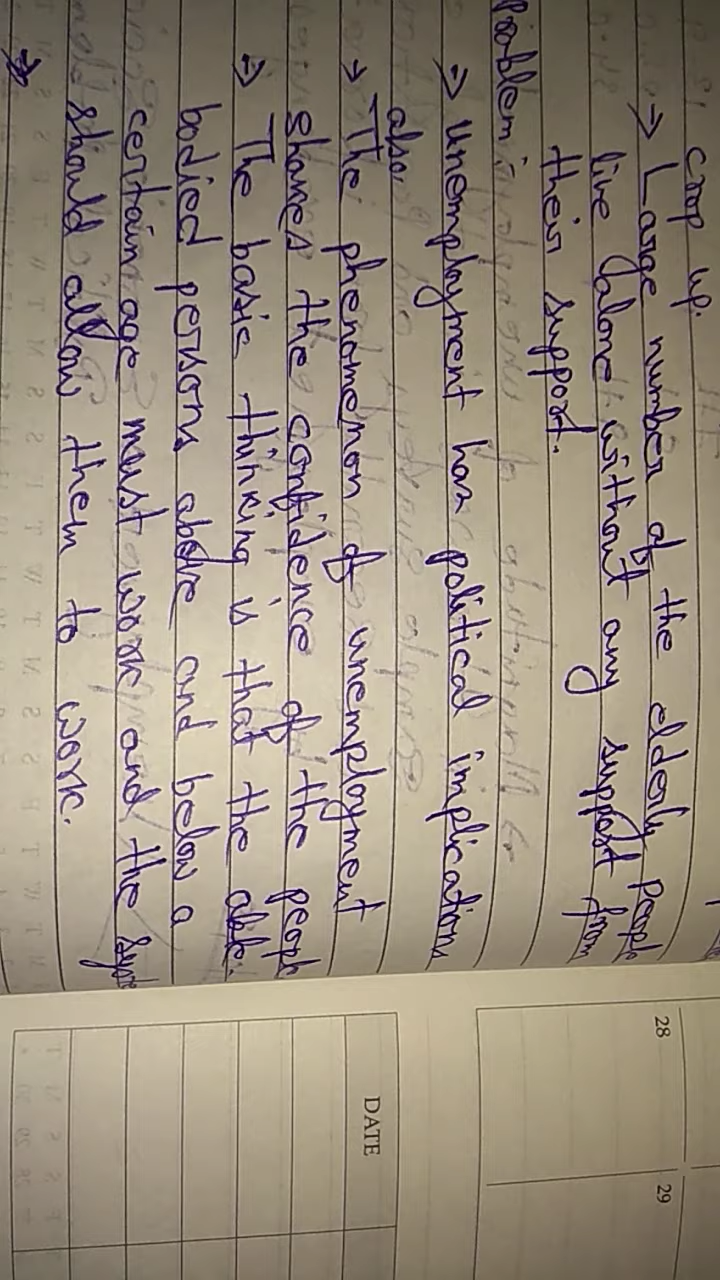 crop up.
⇒ Large number of the elderly people
live alone without any support from
their support.
Problem
⇒ Unemployment has political implications
also.
→ The phenomenon of unemployment
shakes the confidence of the people
⇒ The basic thinking is that the able
bodied persons above and below a
certain age must work and the
should allow them to work.
⇒
28 29
DATE